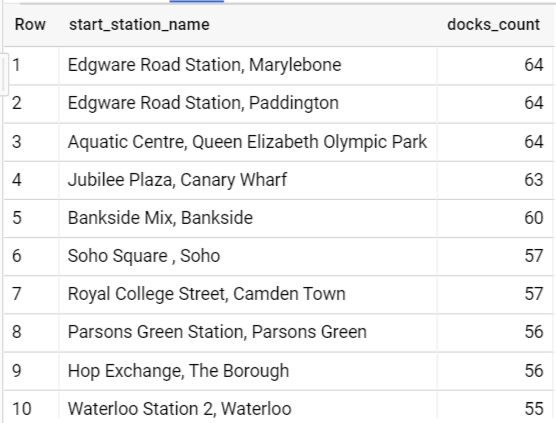 Row start_station_name docks_count
1 Edgware Road Station, Marylebone 64
2 Edgware Road Station, Paddington 64
3 Aquatic Centre, Queen Elizabeth Olympic Park 64
4 Jubilee Plaza, Canary Wharf 63
5 Bankside Mix, Bankside 60
6 Soho Square , Soho 57
7 Royal College Street, Camden Town 57
8 Parsons Green Station, Parsons Green 56
9 Hop Exchange, The Borough 56
10 Waterloo Station 2, Waterloo 55